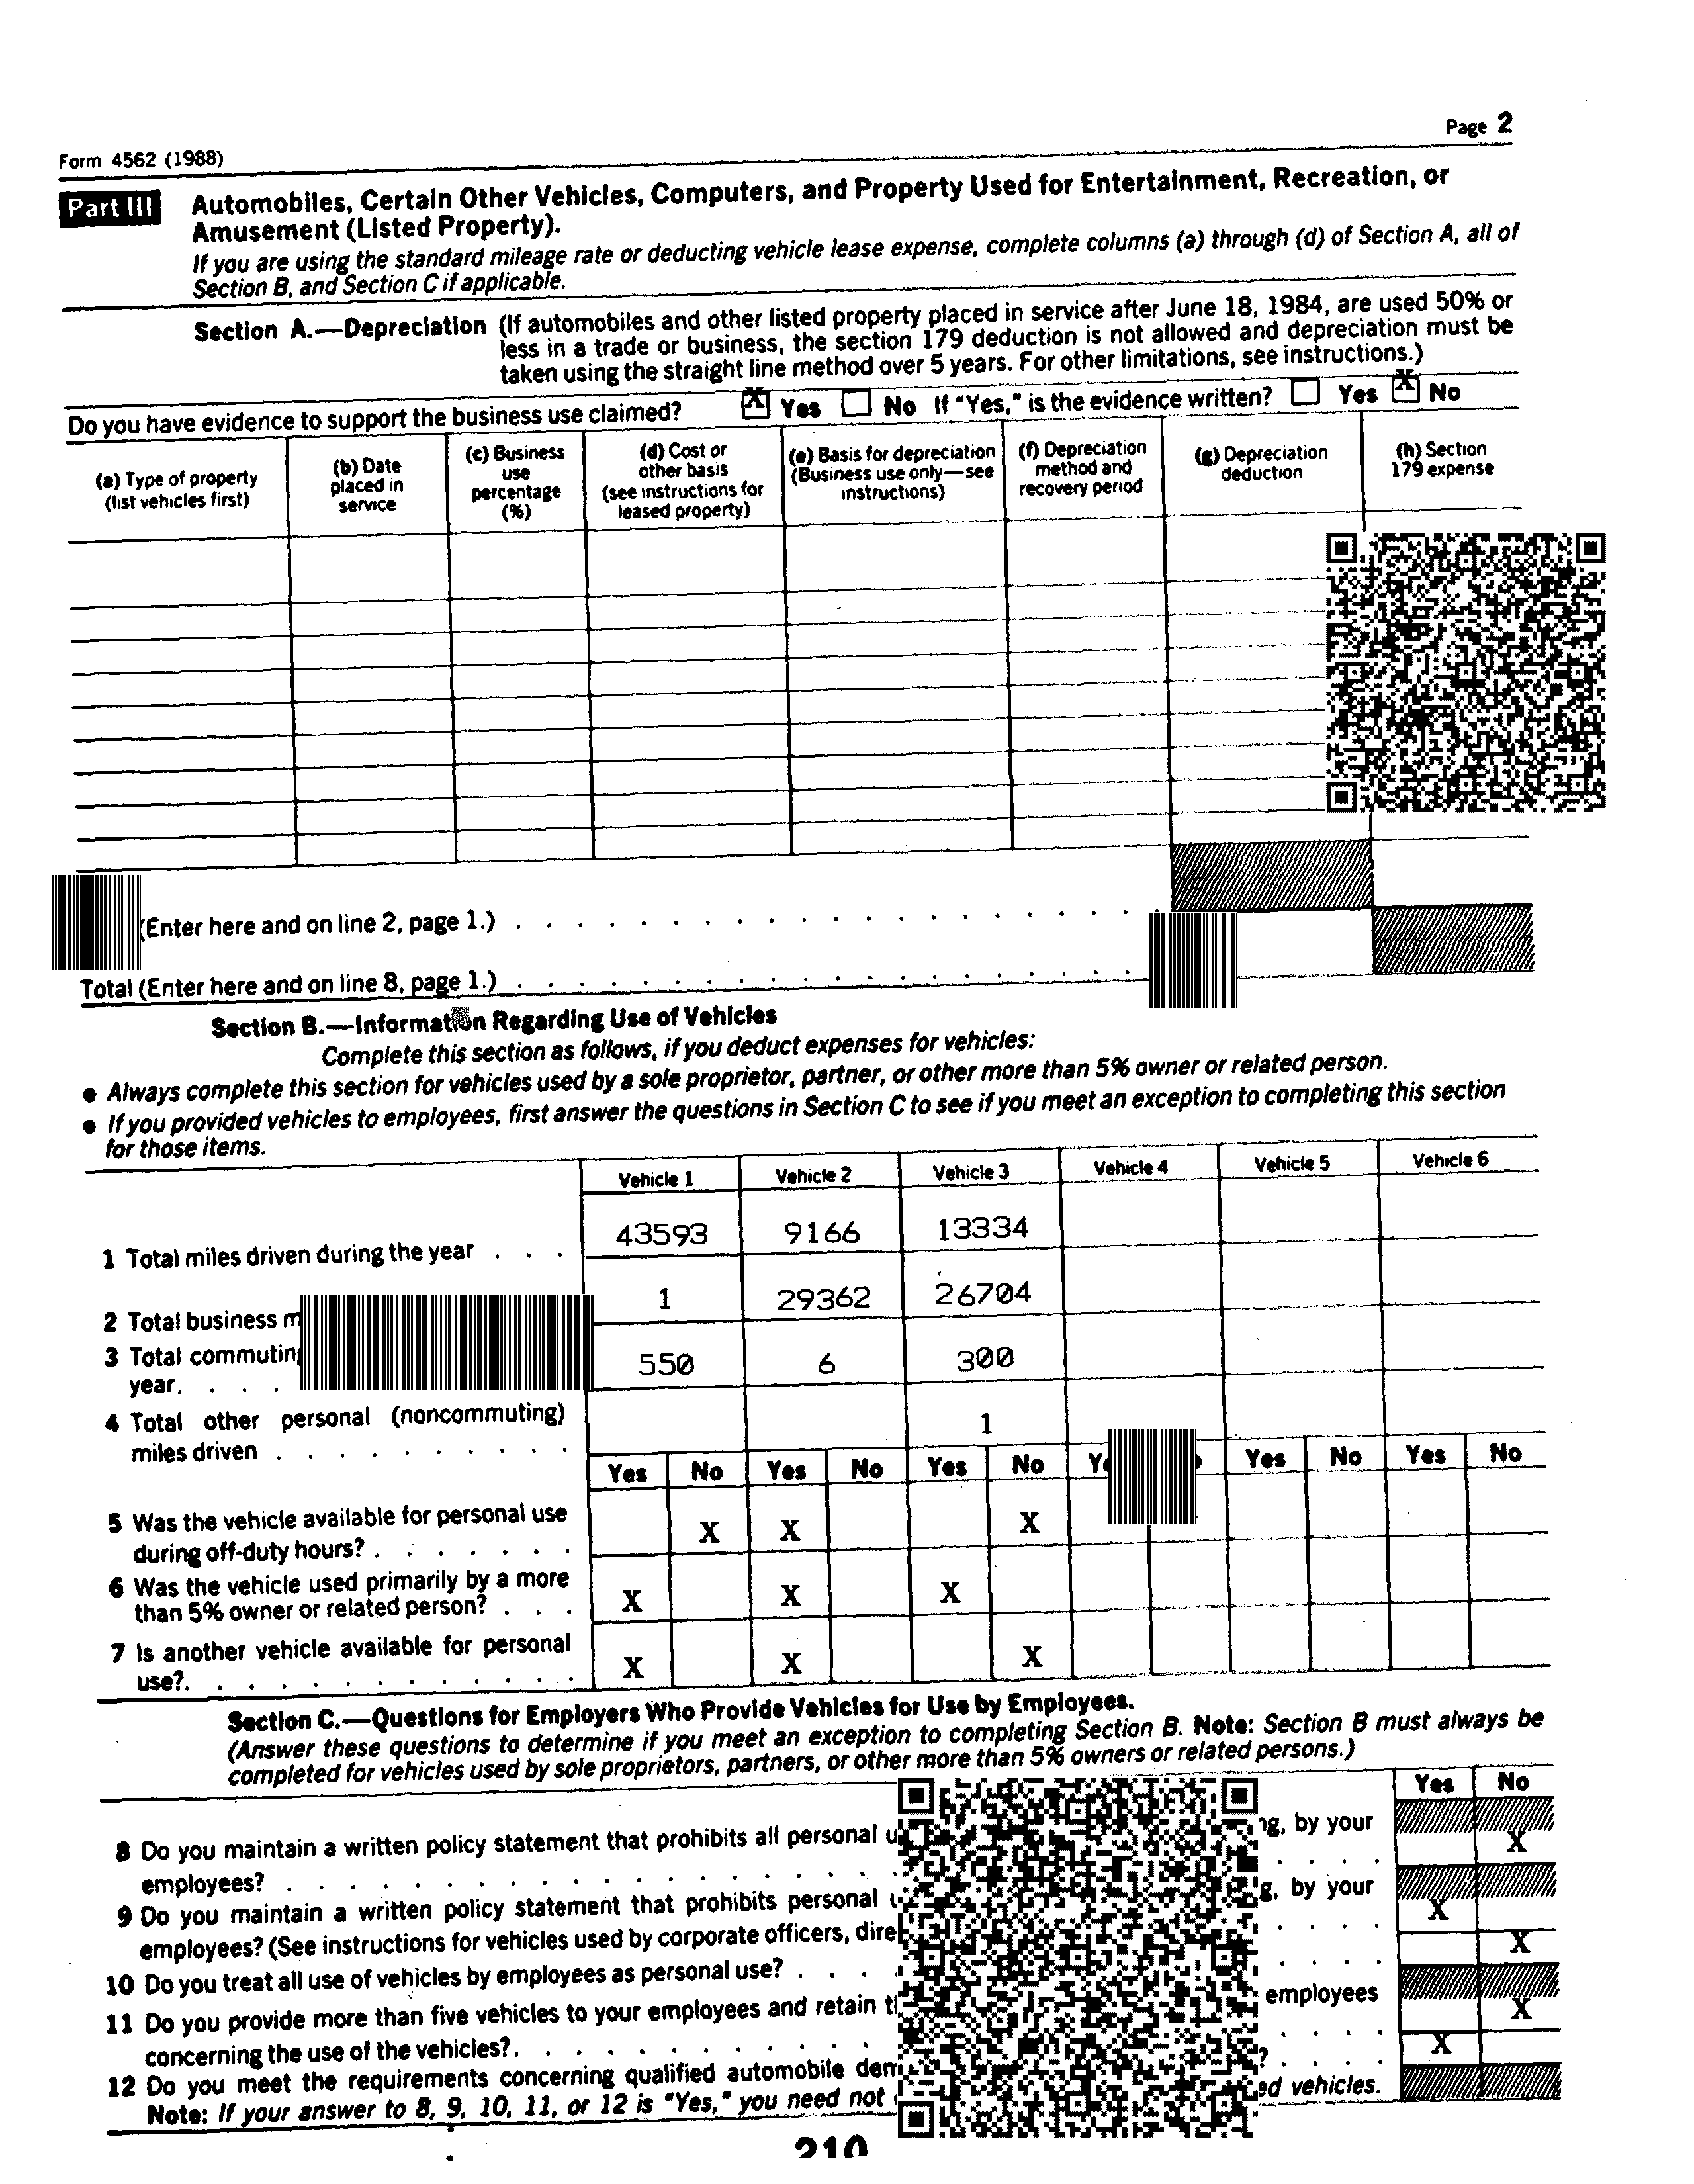 Page 2
Form 4562 (1988)
Part III Automobiles, Certain Other Vehicles, Computers, and Property Used for Entertainment, Recreation, or
Amusement (Listed Property).
If you are using the standard mileage rate or deducting vehicle lease expense, complete columns (a) through (d) of Section A, all of
Section B, and Section C if applicable.
Section A.—Depreciation (If automobiles and other listed property placed in service after June 18, 1984, are used 50% or
less in a trade or business, the section 179 deduction is not allowed and depreciation must be
taken using the straight line method over 5 years. For other limitations, see instructions.)
Do you have evidence to support the business use claimed? X Yes No If "Yes," is the evidence written? Yes X No
(a) Type of property
(list vehicles first)
(b) Date
placed in
service
(c) Business
use
percentage
(%)
(d) Cost or
other basis
(see instructions for
leased property)
(e) Basis for depreciation
(Business use only—see
instructions)
(f) Depreciation
method and
recovery period
(g) Depreciation
deduction
(h) Section
179 expense
(Enter here and on line 2, page 1.) . . . . . . . . . . . . . . . . . . . . .
Total (Enter here and on line 8, page 1.) . . . . . . . . . . . . . . . . . . . .
Section B.—Information Regarding Use of Vehicles
Complete this section as follows, if you deduct expenses for vehicles:
● Always complete this section for vehicles used by a sole proprietor, partner, or other more than 5% owner or related person.
● If you provided vehicles to employees, first answer the questions in Section C to see if you meet an exception to completing this section
for those items.
Vehicle 1 Vehicle 2 Vehicle 3 Vehicle 4 Vehicle 5 Vehicle 6
1 Total miles driven during the year . . . 43593 9166 13334
2 Total business 1 29362 26704
3 Total 550 6 300
year. . . . .
4 Total other personal (noncommuting) 1
miles driven . . . . . . . . . .
Yes No Yes No Yes No Yes No Yes No
5 Was the vehicle available for personal use X X X
during off-duty hours? . . . . . . .
6 Was the vehicle used primarily by a more X X X
than 5% owner or related person? . . .
7 Is another vehicle available for personal X X X
use?. . . . . . . . . . . . .
Section C.—Questions for Employers Who Provide Vehicles for Use by Employees.
(Answer these questions to determine if you meet an exception to completing Section B. Note: Section B must always be
completed for vehicles used by sole proprietors, partners, or other more than 5% owners or related persons.)
Yes No
8 Do you maintain a written policy statement that prohibits all personal by your X
employees? . . . . . . . . . . . . . . . . . . . .
9 Do you maintain a written policy statement that prohibits personal by your X
employees? (See instructions for vehicles used by corporate officers, . . . .
10 Do you treat all use of vehicles by employees as personal use? . . . . . . . . X
11 Do you provide more than five vehicles to your employees and retain employees X
concerning the use of the vehicles?. . . . . . . . . . . . . . .
12 Do you meet the requirements concerning qualified automobile ? . . . . X
Note: If your answer to 8, 9, 10, 11, or 12 is "Yes," you need not vehicles.
210